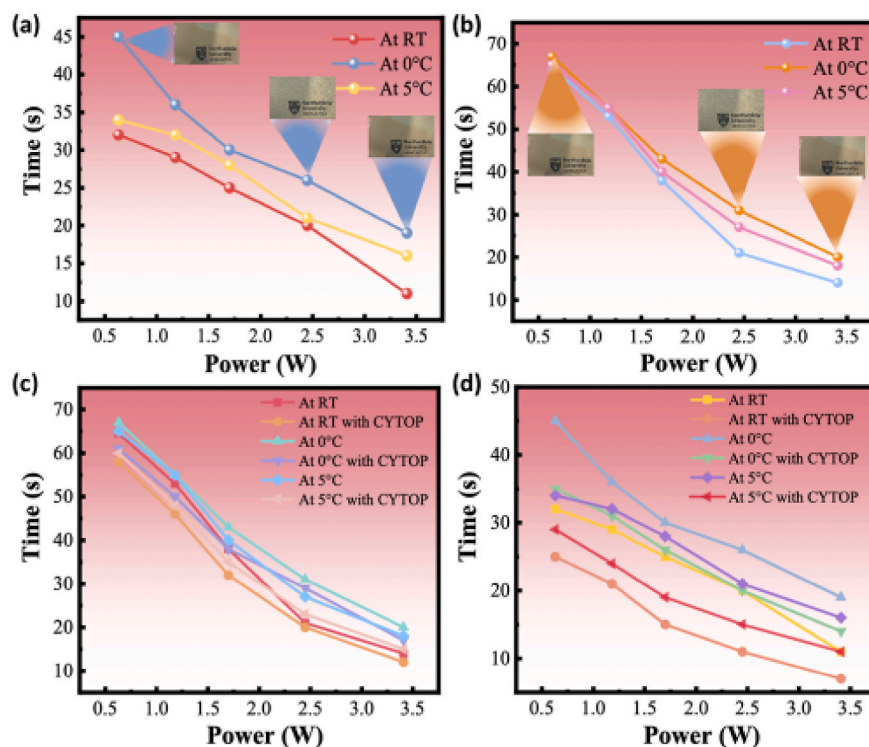 (a)
At RT
At 0°C
At 5°C
Northumbria
University
NEWCASTLE
45
40
35
30
25
20
15
10
0.5 1.0 1.5 2.0 2.5 3.0 3.5
Time (s)
Power (W)
(b)
At RT
At 0°C
At 5°C
Northumbria
University
NEWCASTLE
70
60
50
40
30
20
10
0.5 1.0 1.5 2.0 2.5 3.0 3.5
Time (s)
Power (W)
(c)
At RT
At RT with CYTOP
At 0°C
At 0°C with CYTOP
At 5°C
At 5°C with CYTOP
70
60
50
40
30
20
10
0.5 1.0 1.5 2.0 2.5 3.0 3.5
Time (s)
Power (W)
(d)
At RT
At RT with CYTOP
At 0°C
At 0°C with CYTOP
At 5°C
At 5°C with CYTOP
50
40
30
20
10
0.5 1.0 1.5 2.0 2.5 3.0 3.5
Time (s)
Power (W)